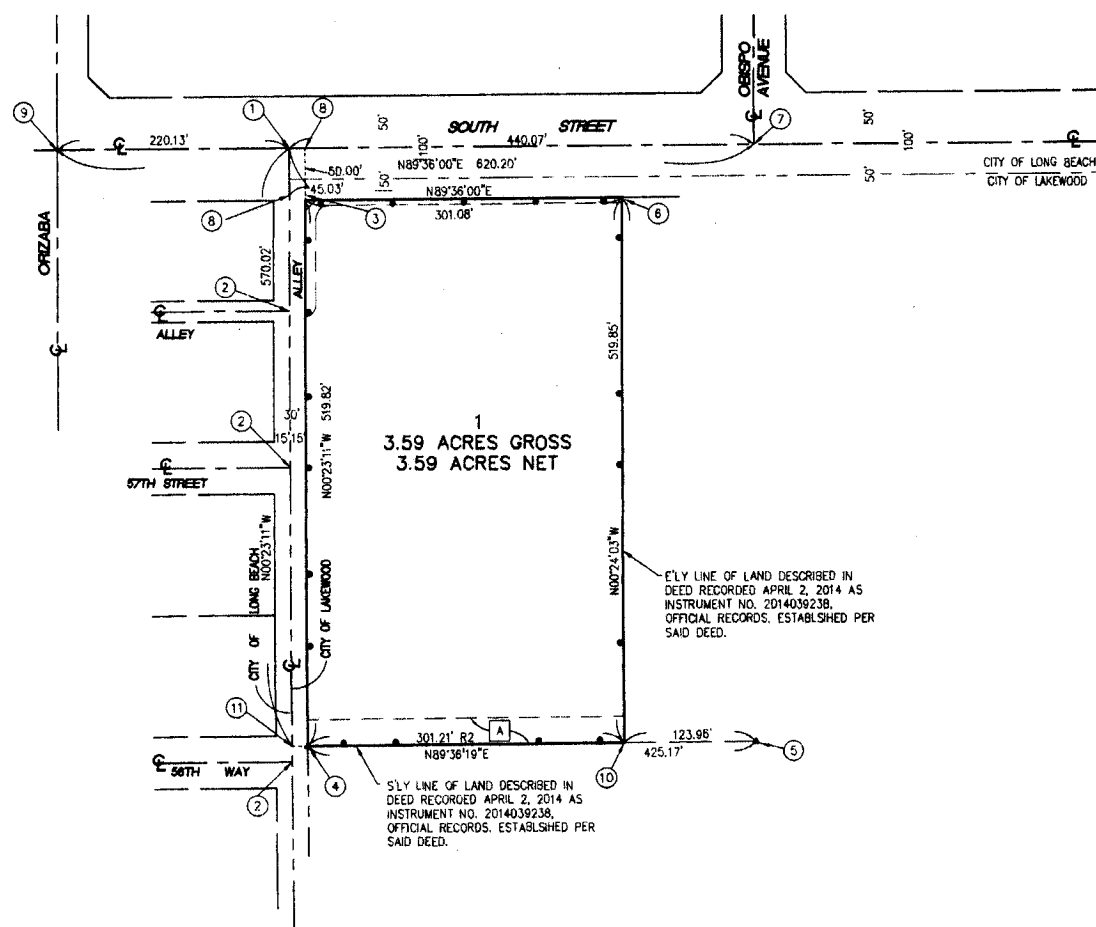 OBISPO
AVENUE
9
1
8
7
220.13'
50'
100'
SOUTH STREET
440.07'
50'
100'
N89°36'00"E 620.20'
50.00'
50'
50'
CITY OF LONG BEACH
CITY OF LAKEWOOD
45.03'
N89°36'00"E
8
3
301.08'
6
ORIZABA
570.02'
ALLEY
2
ALLEY
519.85'
30'
15'
15'
519.82'
N00°23'11"W
1
3.59 ACRES GROSS
3.59 ACRES NET
2
57TH STREET
N00°23'11"W
N00°24'03"W
E'LY LINE OF LAND DESCRIBED IN
DEED RECORDED APRIL 2, 2014 AS
INSTRUMENT NO. 2014039238,
OFFICIAL RECORDS, ESTABLSIHED PER
SAID DEED.
CITY OF LONG BEACH
CITY OF LAKEWOOD
11
301.21' R2
A
N89°36'19"E
123.96'
425.17'
5
56TH WAY
2
4
10
S'LY LINE OF LAND DESCRIBED IN
DEED RECORDED APRIL 2, 2014 AS
INSTRUMENT NO. 2014039238,
OFFICIAL RECORDS, ESTABLSIHED PER
SAID DEED.